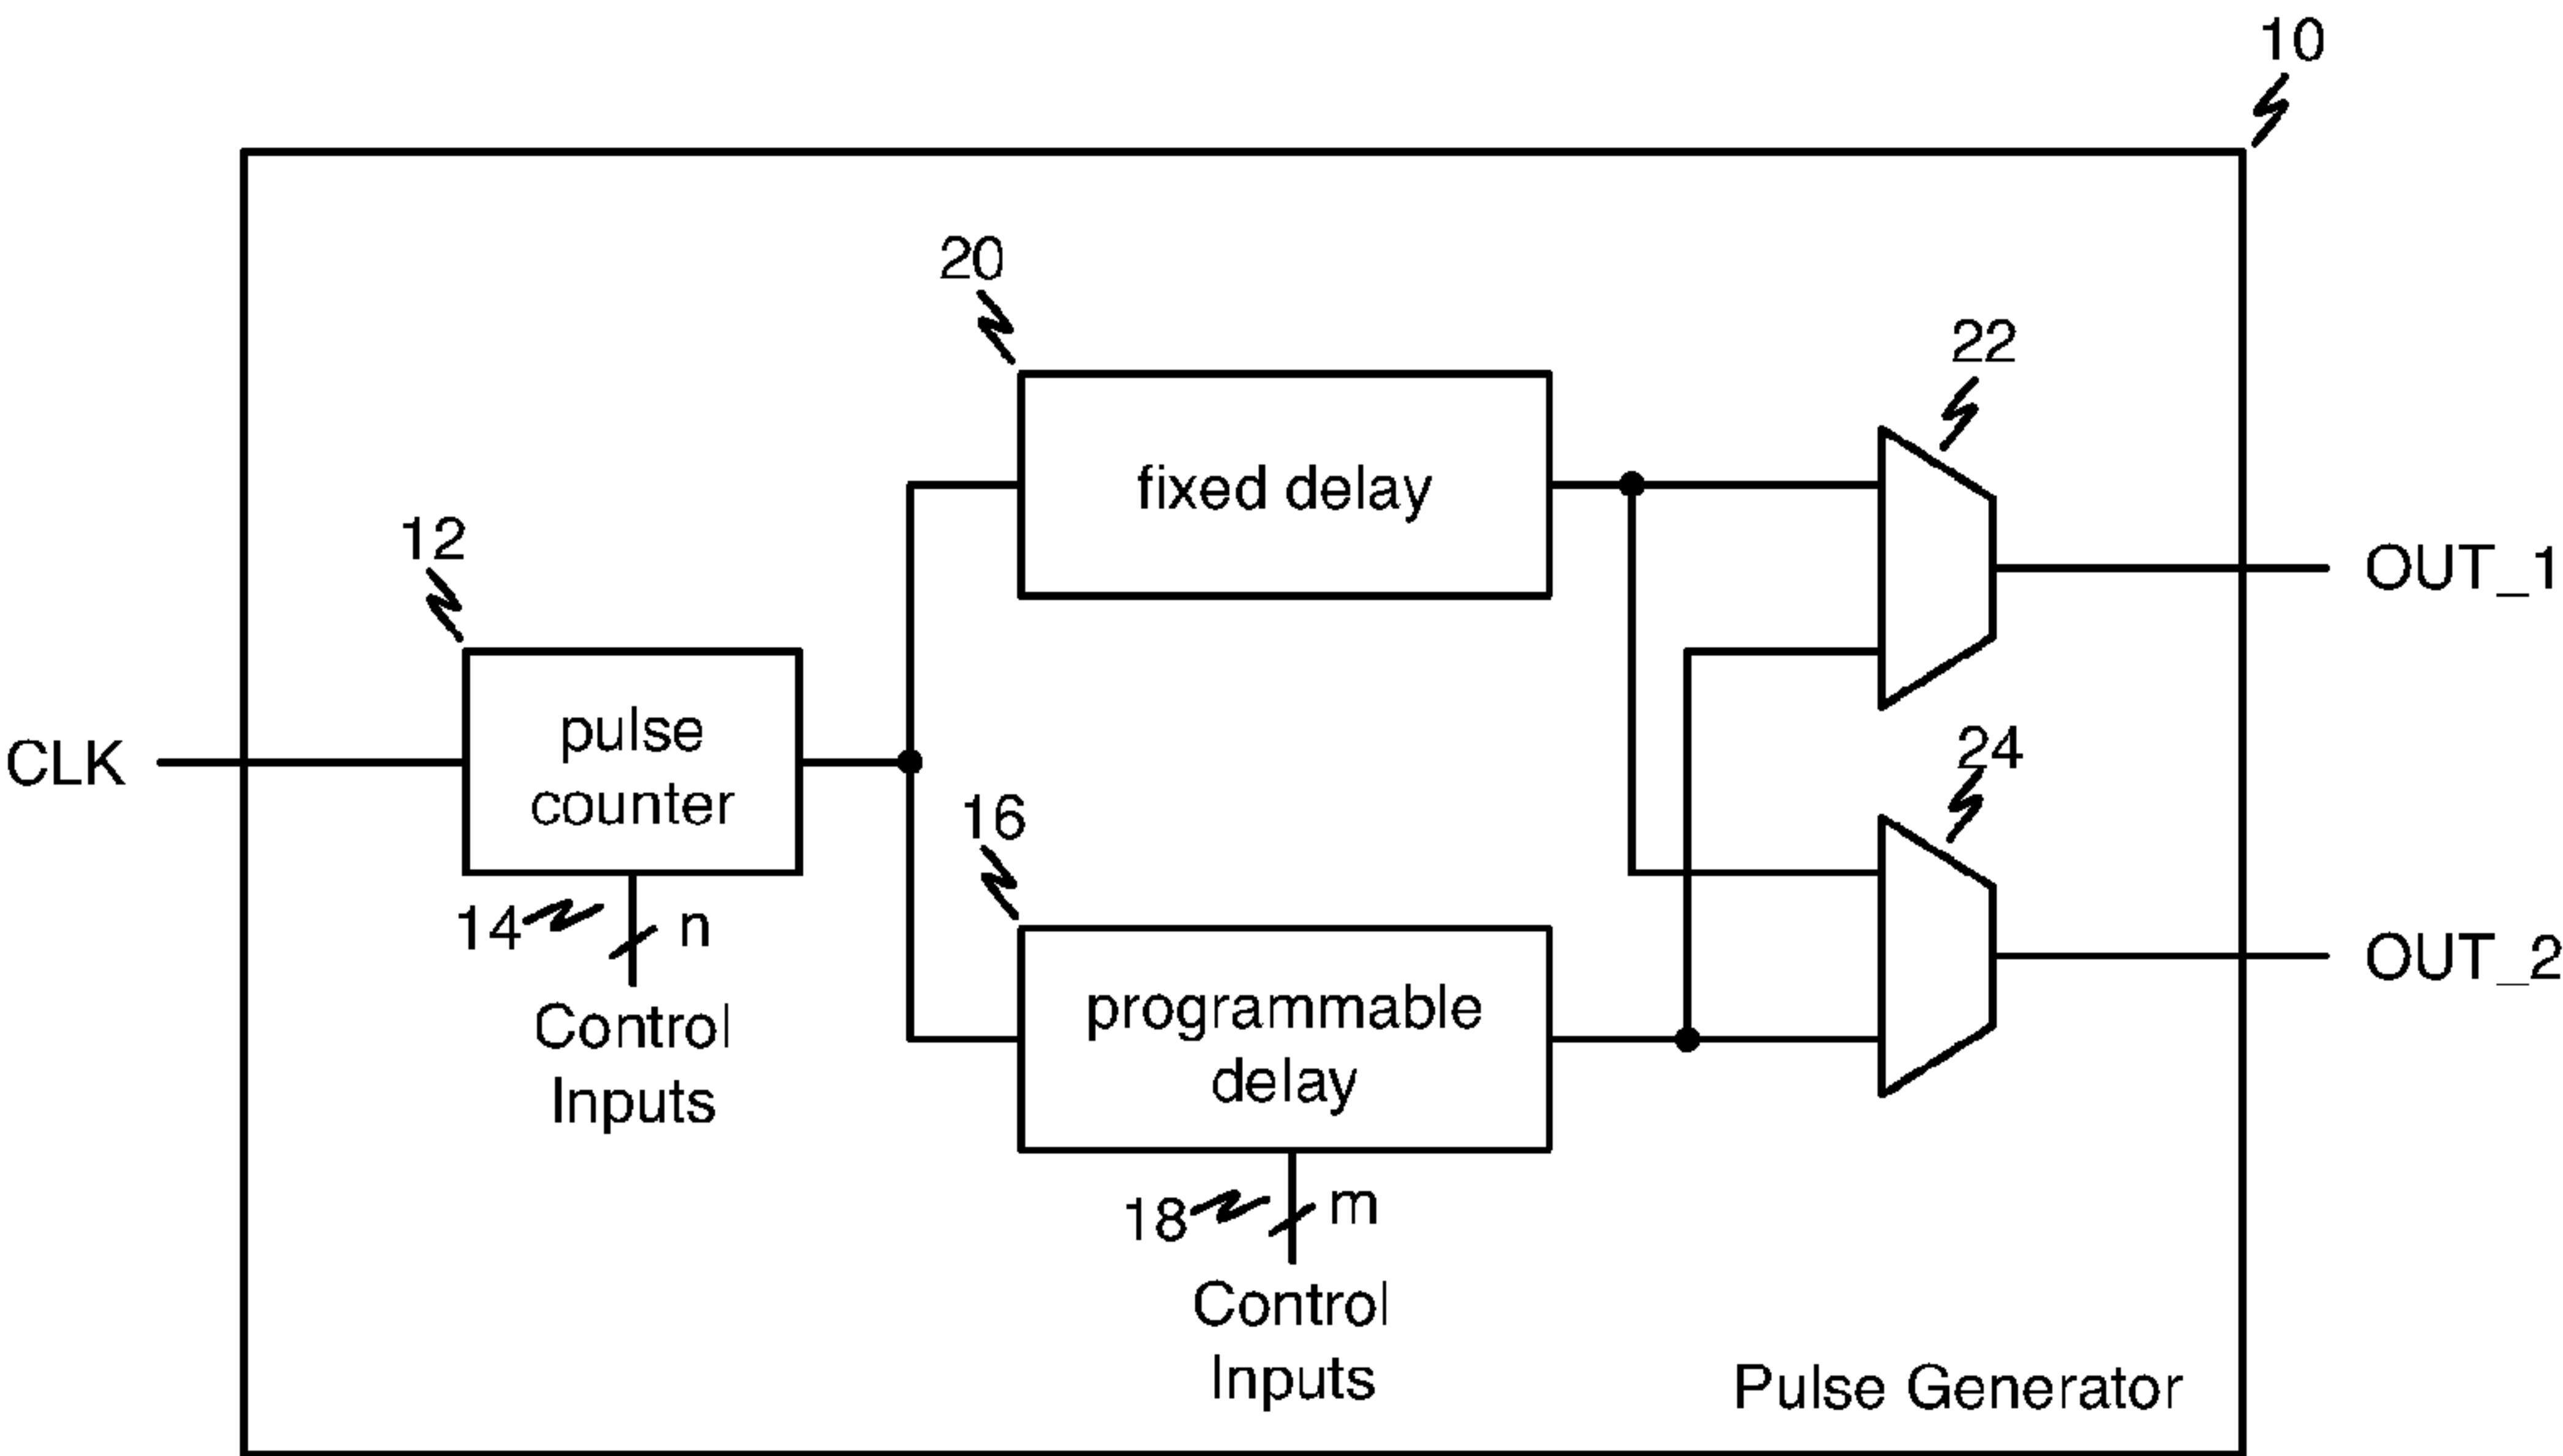 10
20
22
fixed delay
12
OUT_1
pulse
counter
CLK
24
16
14
n
OUT_2
Control
Inputs
programmable
delay
18
m
Control
Inputs
Pulse Generator